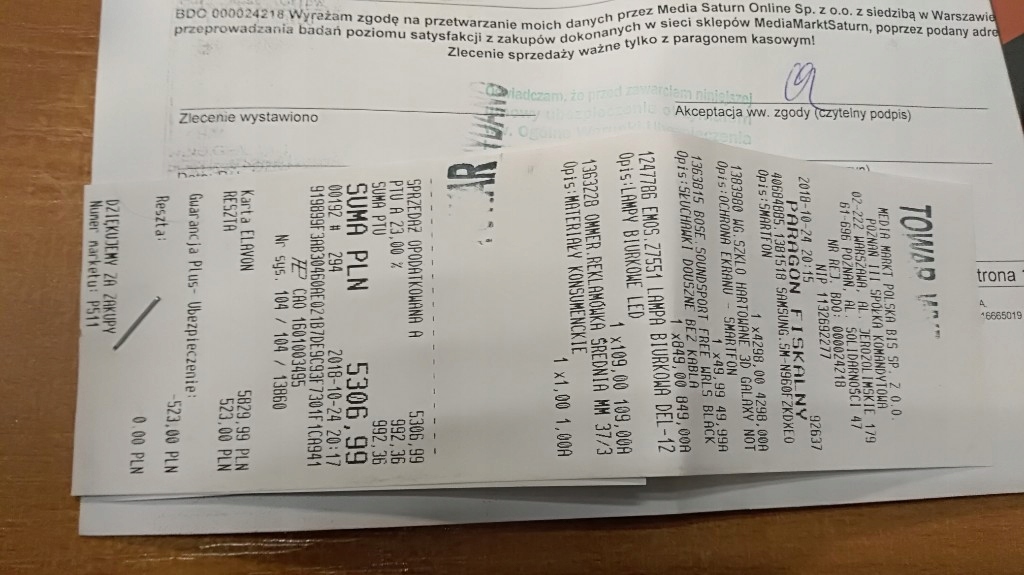 BDO 000024218 Wyrażam zgodę na przetwarzanie moich danych przez Media Saturn Online Sp. z o.o. z siedzibą w Warszawie
przeprowadzania badań poziomu satysfakcji z zakupów dokonanych w sieci sklepów MediaMarktSaturn, poprzez podany adre
Zlecenie sprzedaży ważne tylko z paragonem kasowym!
Zlecenie wystawiono
Akceptacja ww. zgody (czytelny podpis)
trona 1
A.
16665019
TOWAR
MEDIA MARKT POLSKA BIS SP. Z O.O.
POZNAŃ III SPÓŁKA KOMANDYTOWA
02-222 WARSZAWA, AL. JEROZOLIMSKIE 179
61-696 POZNAŃ, AL. SOLIDARNOŚCI 47
NR REJ. BDO: 000024218
NIP 1132692277
2018-10-24 20:15 92637
PARAGON FISKALNY
40684685.1381518 SAMSUNG.SM-N960FZKDXEO
Opis:SMARTFON
1 x4298,00 4298,00A
1383980 WG.SZKŁO HARTOWANE 3D GALAXY NOT
Opis:OCHRONA EKRANU - SMARTFON
1 x49,99 49,99A
1363815 BOSE.SOUNDSPORT FREE WRLS BLACK
Opis:SŁUCHAWKI DOUSZNE BEZ KABLA
1 x849,00 849,00A
1247786 EMOS.Z7551 LAMPA BIURKOWA DEL-12
Opis:LAMPY BIURKOWE LED
1 x109,00 109,00A
1363228 OMMER.REKLAMÓWKA ŚREDNIA MM 37/3
Opis:MATERIAŁY KONSUMENCKIE
1 x1,00 1,00A
SPRZEDAŻ OPODATKOWANA A 5306,99
PTU A 23,00 % 992,36
SUMA PTU 992,36
SUMA PLN 5306,99
00192 # 294 2018-10-24 20:17
Nr sys. 104 / 104 / 13860
CAO 1601003495
Karta ELAVON 5829,99 PLN
RESZTA 523,00 PLN
Guarancja Plus- Ubezpieczenie:
-523,00 PLN
Reszta: 0,00 PLN
DZIĘKUJEMY ZA ZAKUPY
Numer marketu: P511